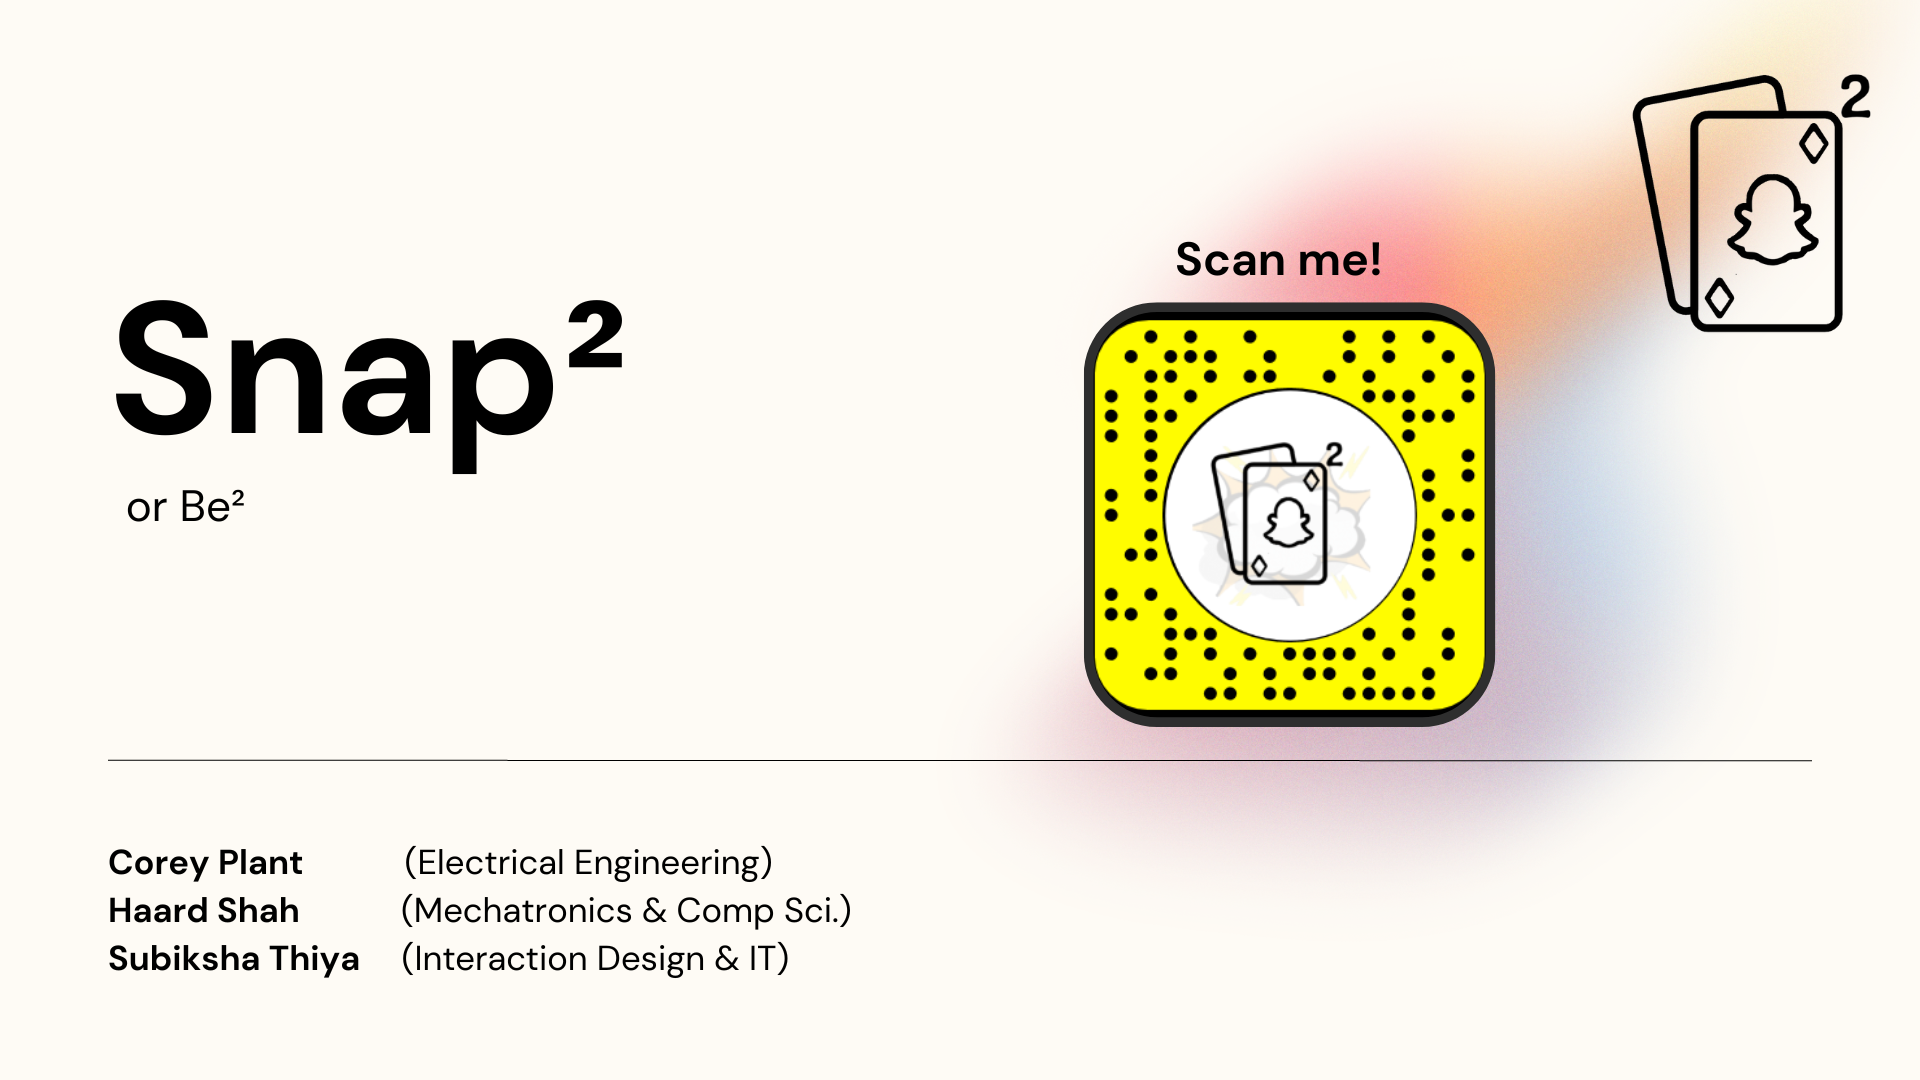 2
Scan me!
Snap²
2
or Be²
Corey Plant (Electrical Engineering)
Haard Shah (Mechatronics & Comp Sci.)
Subiksha Thiya (Interaction Design & IT)